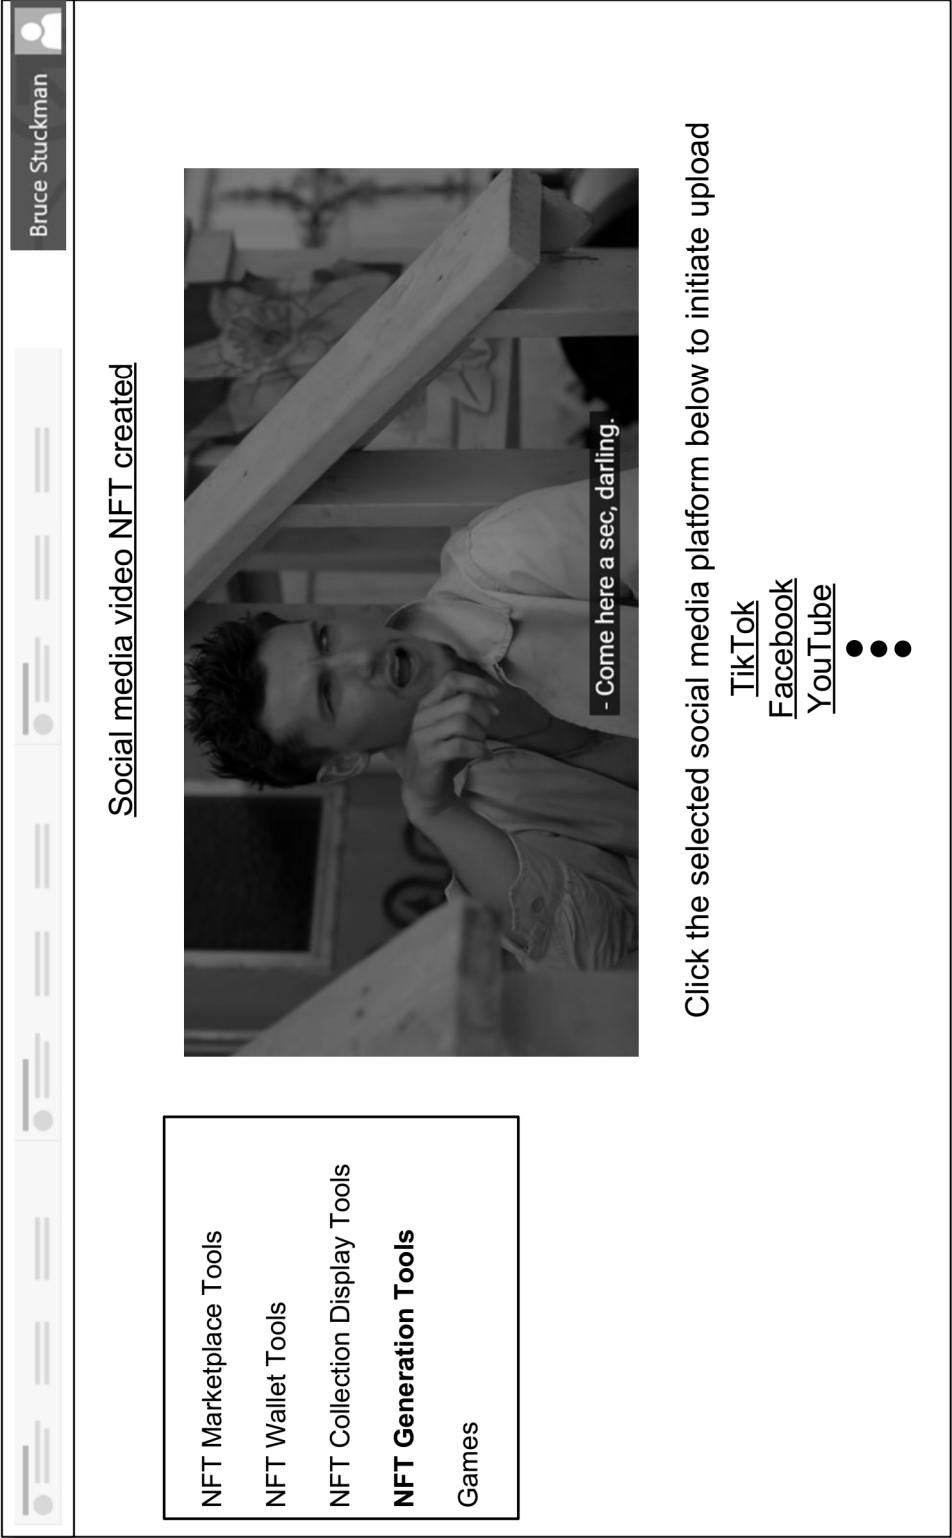 Bruce Stuckman
Social media video NFT created
NFT Marketplace Tools
NFT Wallet Tools
NFT Collection Display Tools
NFT Generation Tools
Games
- Come here a sec, darling.
Click the selected social media platform below to initiate upload
TikTok
Facebook
YouTube